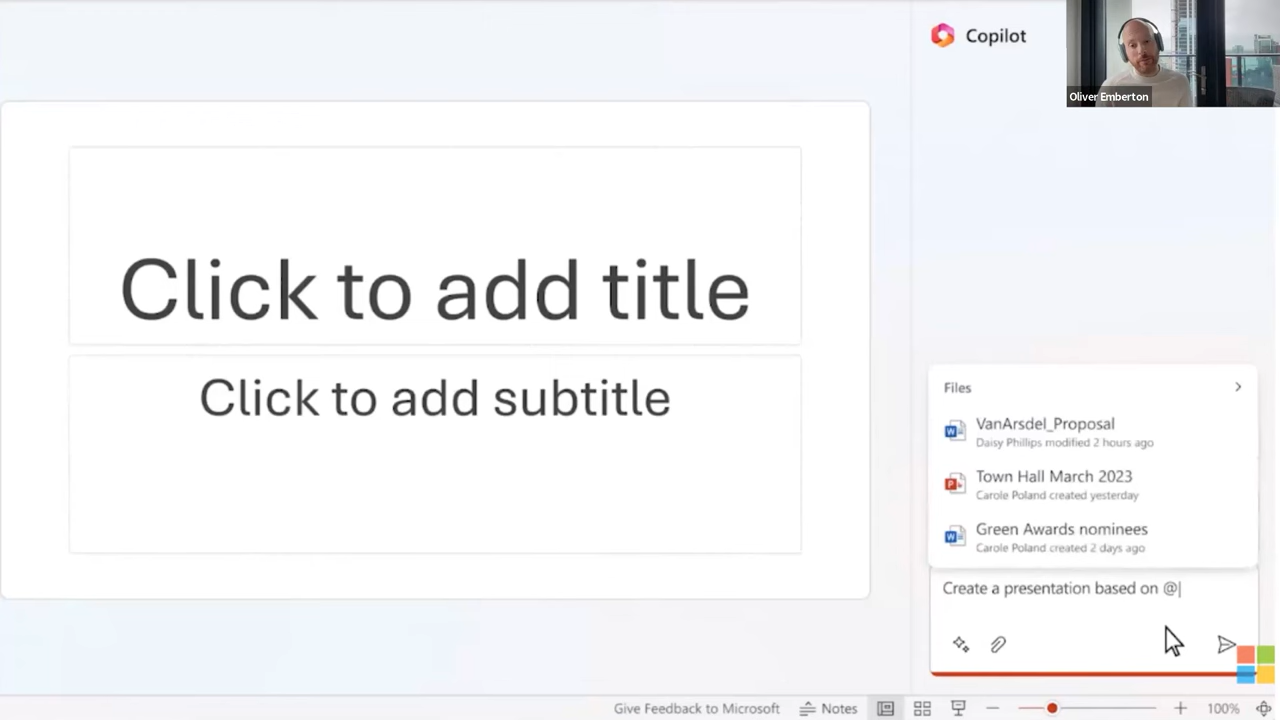 Copilot
Oliver Emberton
Click to add title
Click to add subtitle
Files
VanArsdel_Proposal
Daisy Phillips modified 2 hours ago
Town Hall March 2023
Carole Poland created yesterday
Green Awards nominees
Carole Poland created 2 days ago
Create a presentation based on @
Give Feedback to Microsoft
Notes
100%